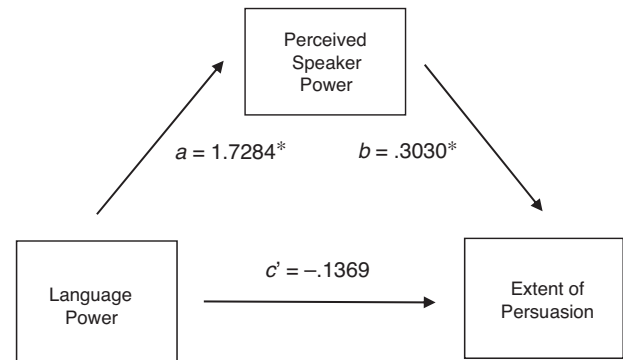 Perceived
Speaker
Power
a = 1.7284*
b = .3030*
c' = –.1369
Language
Power
Extent of
Persuasion